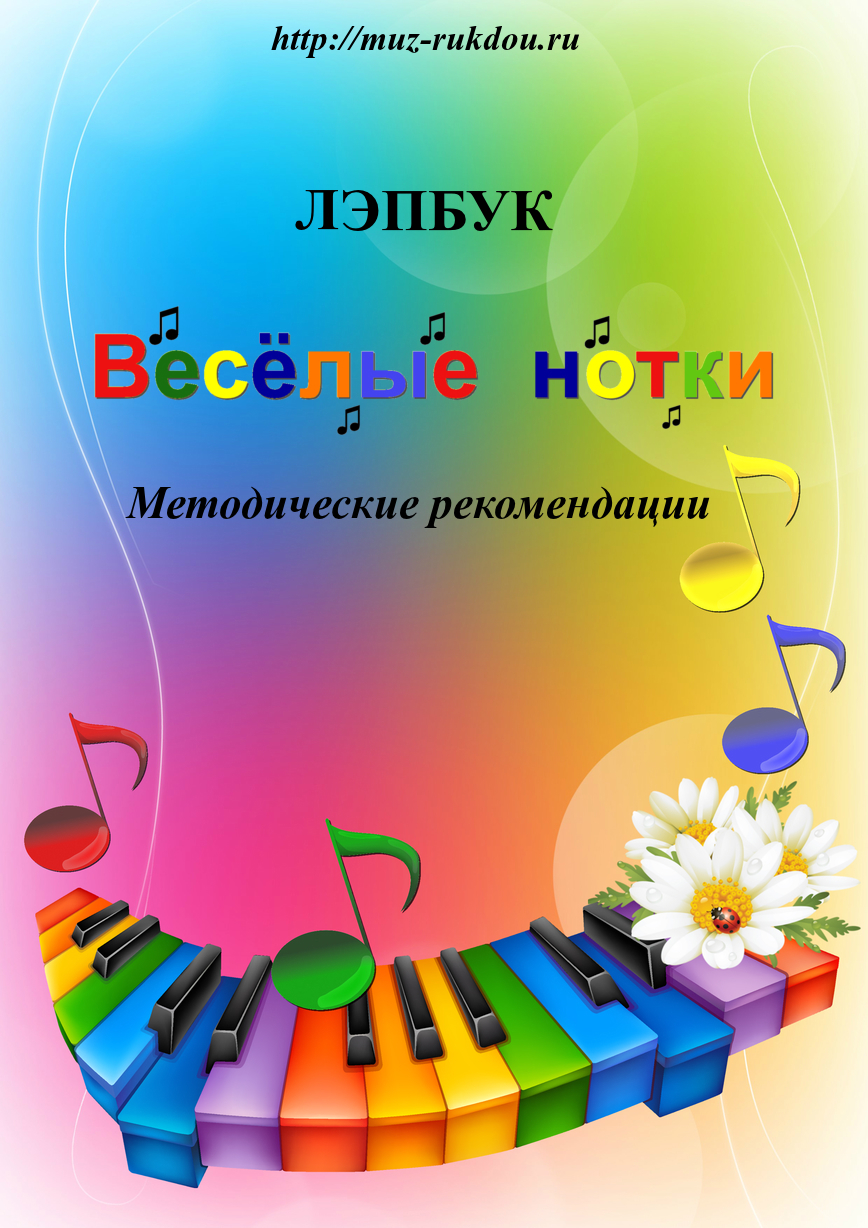 http://muz-rukdou.ru
ЛЭПБУК
Весёлые нотки
Методические рекомендации